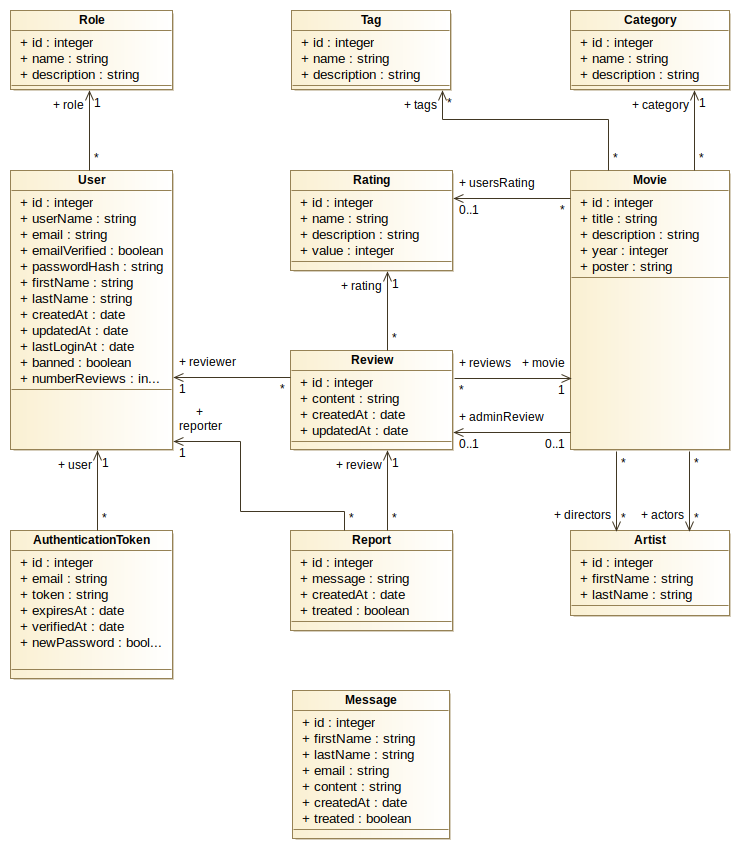 Role
+ id : integer
+ name : string
+ description : string
Tag
+ id : integer
+ name : string
+ description : string
Category
+ id : integer
+ name : string
+ description : string
+ role
1
*
+ tags
*
*
+ category
1
*
User
+ id : integer
+ userName : string
+ email : string
+ emailVerified : boolean
+ passwordHash : string
+ firstName : string
+ lastName : string
+ createdAt : date
+ updatedAt : date
+ lastLoginAt : date
+ banned : boolean
+ numberReviews : in...
Rating
+ id : integer
+ name : string
+ description : string
+ value : integer
+ usersRating
0..1
*
Movie
+ id : integer
+ title : string
+ description : string
+ year : integer
+ poster : string
+ rating
1
*
+ reviewer
1
*
Review
+ id : integer
+ content : string
+ createdAt : date
+ updatedAt : date
+ reviews
+ movie
*
1
+ adminReview
0..1
0..1
+
reporter
1
*
+ user
1
*
+ review
1
*
+ directors
*
*
+ actors
*
*
AuthenticationToken
+ id : integer
+ email : string
+ token : string
+ expiresAt : date
+ verifiedAt : date
+ newPassword : bool...
Report
+ id : integer
+ message : string
+ createdAt : date
+ treated : boolean
Artist
+ id : integer
+ firstName : string
+ lastName : string
Message
+ id : integer
+ firstName : string
+ lastName : string
+ email : string
+ content : string
+ createdAt : date
+ treated : boolean